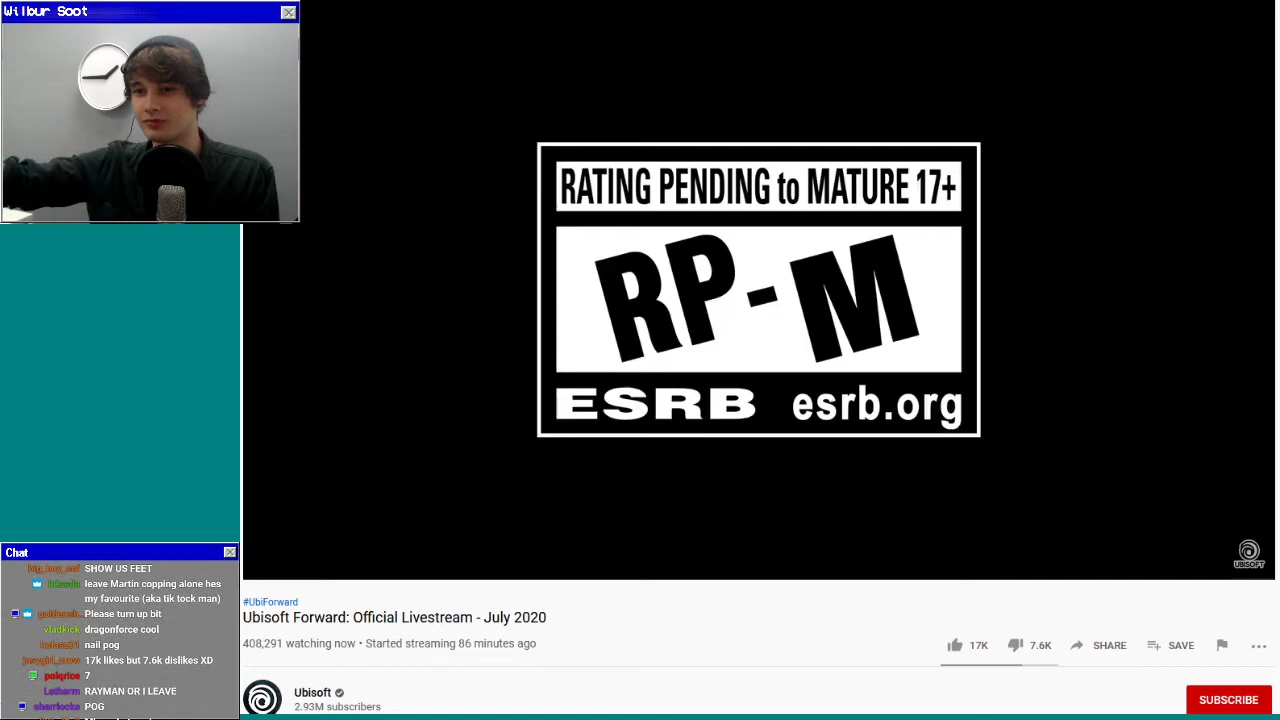 Wilbur Soot
RATING PENDING to MATURE 17+
RP-M
ESRB esrb.org
UBISOFT
Chat
SHOW US FEET
leave Martin copping alone hes
my favourite (aka tik tock man)
Please turn up bit
vladkick dragonforce cool
nail pog
17k likes but 7.6k dislikes XD
polqrice 7
RAYMAN OR I LEAVE
POG
#UbiForward
Ubisoft Forward: Official Livestream - July 2020
408,291 watching now • Started streaming 86 minutes ago
17K 7.6K SHARE SAVE
Ubisoft
2.93M subscribers
SUBSCRIBE